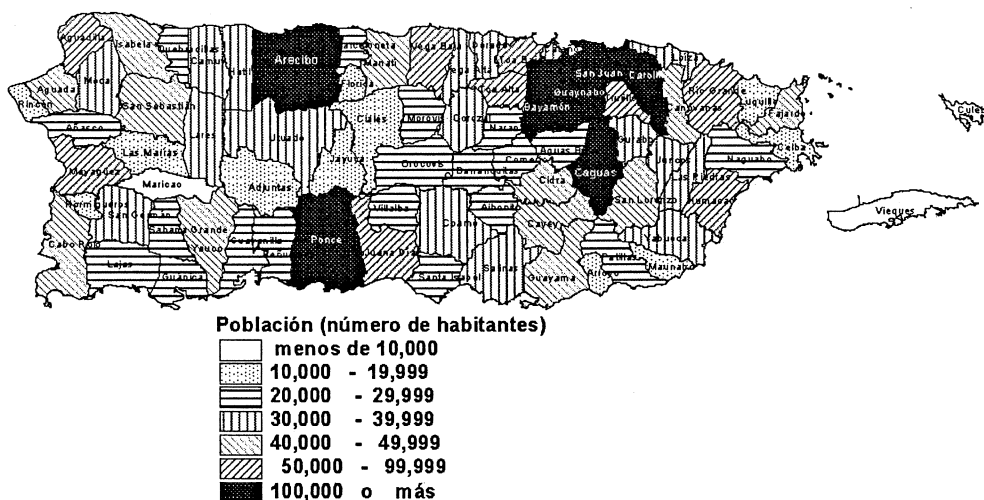 Aguadilla
Isabela
Quebradillas
Camuy
Hatillo
Arecibo
Barceloneta
Manatí
Vega Baja
Vega Alta
Dorado
Toa Baja
Toa Alta
San Juan
Carolina
Loíza
Río Grande
Luquillo
Fajardo
Ceiba
Culebra
Vieques
Moca
Aguada
Rincón
Añasco
San Sebastián
Lares
Utuado
Florida
Ciales
Morovis
Corozal
Naranjito
Bayamón
Guaynabo
Trujillo
Canóvanas
Las Marías
Mayagüez
Maricao
Adjuntas
Jayuya
Orocovis
Barranquitas
Comerío
Aguas B
Caguas
Gurabo
Juncos
Las Piedras
Naguabo
Humacao
Hormigueros
San Germán
Sabana Grande
Cabo Rojo
Lajas
Guánica
Yauco
Guayanilla
Peñuelas
Ponce
Juana Díaz
Villalba
Coamo
Aibonito
Cidra
Cayey
San Lorenzo
Yabucoa
Santa Isabel
Salinas
Guayama
Arroyo
Patillas
Maunabo
Población (número de habitantes)
menos de 10,000
10,000 - 19,999
20,000 - 29,999
30,000 - 39,999
40,000 - 49,999
50,000 - 99,999
100,000 o más